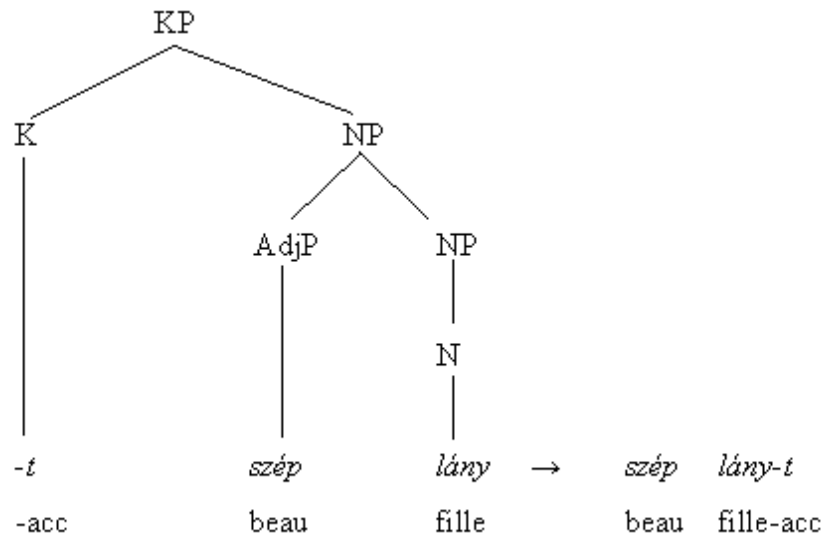 KP
K NP
AdjP NP
N
-t szép lány → szép lány-t
-acc beau fille beau fille-acc